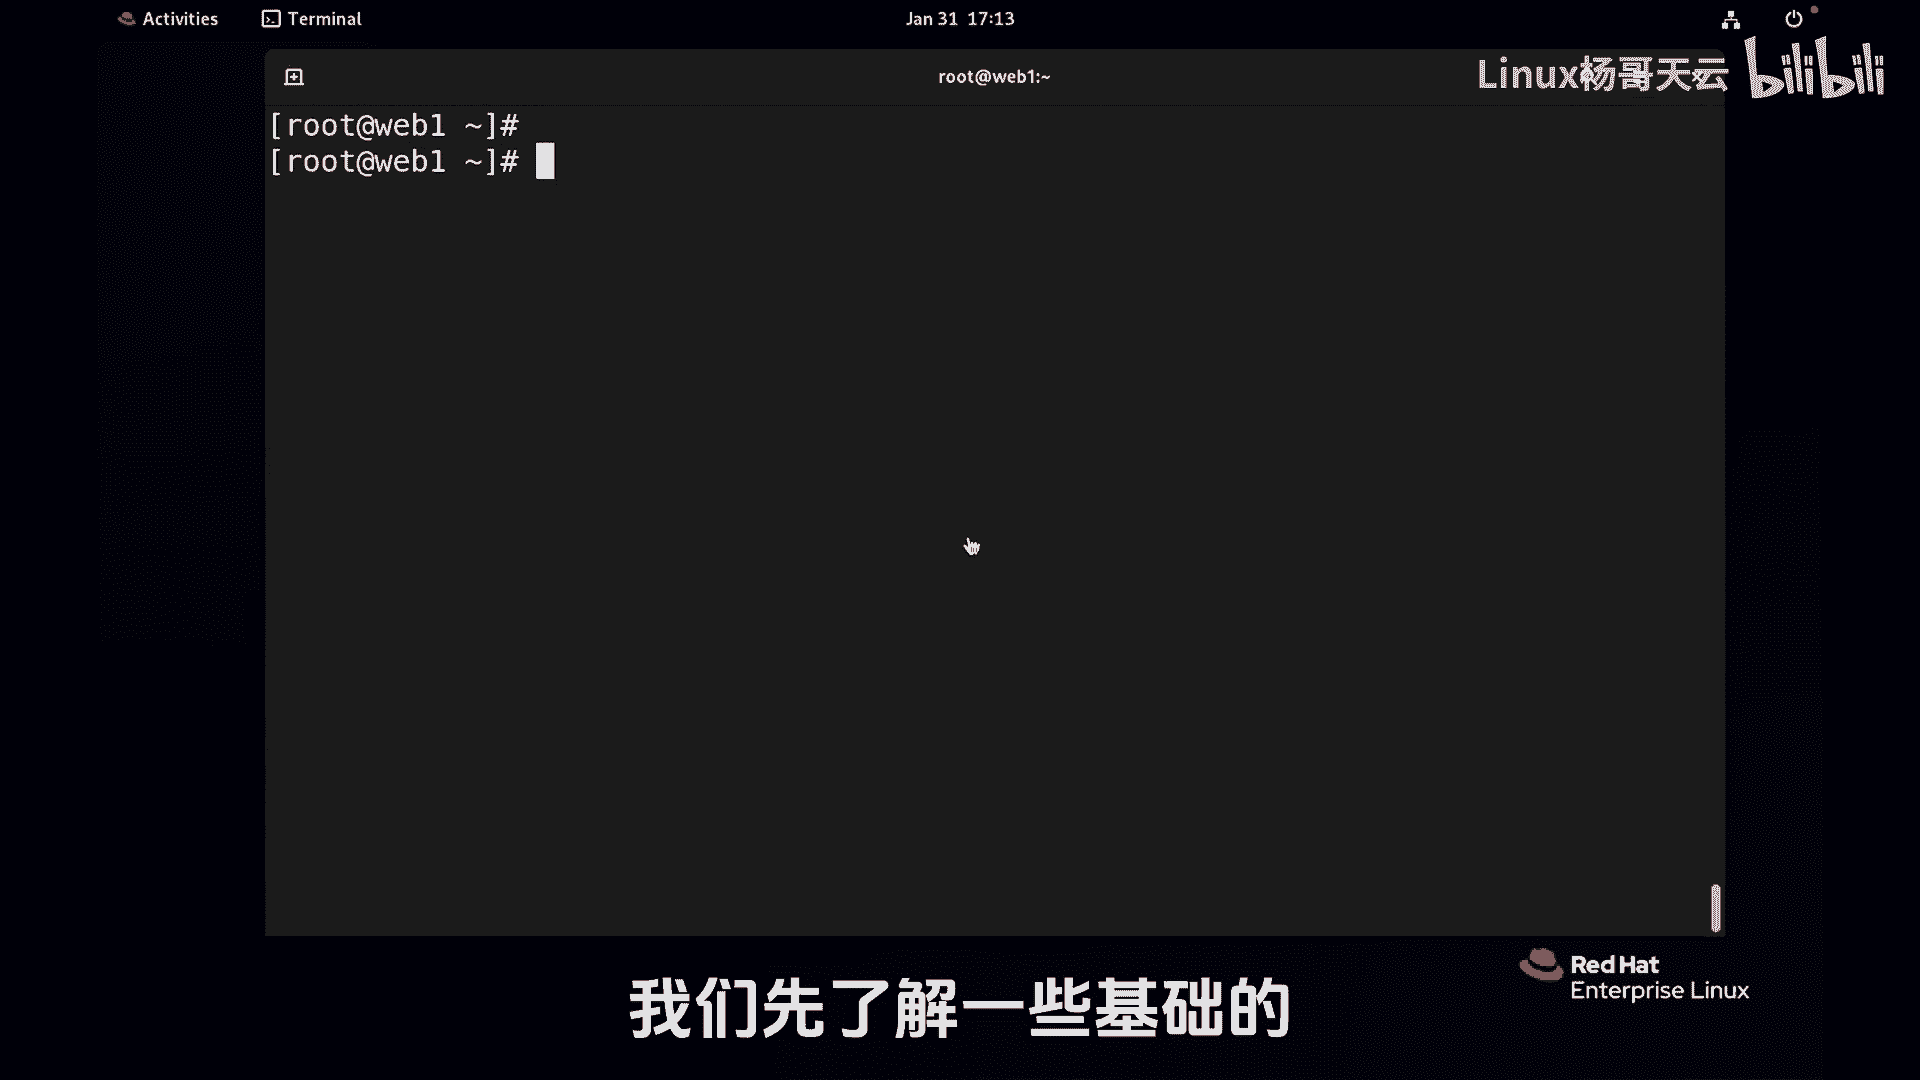 Activities Terminal Jan 31 17:13
root@web1:~
Linux杨哥天云 bilibili
[root@web1 ~]#
[root@web1 ~]#
Red Hat
Enterprise Linux
我们先了解一些基础的